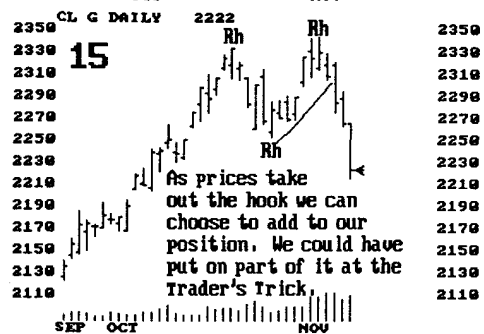 CL G DAILY 2222
2350 2350
15
Rh Rh
2330 2330
2310 2310
2290 2290
2270 2270
2250 2250
Rh
2230 2230
As prices take
2210 2210
out the hook we can
2190 2190
choose to add to our
2170 2170
position. We could have
2150 2150
put on part of it at the
2130 2130
Trader's Trick.
2110 2110
SEP OCT NOV